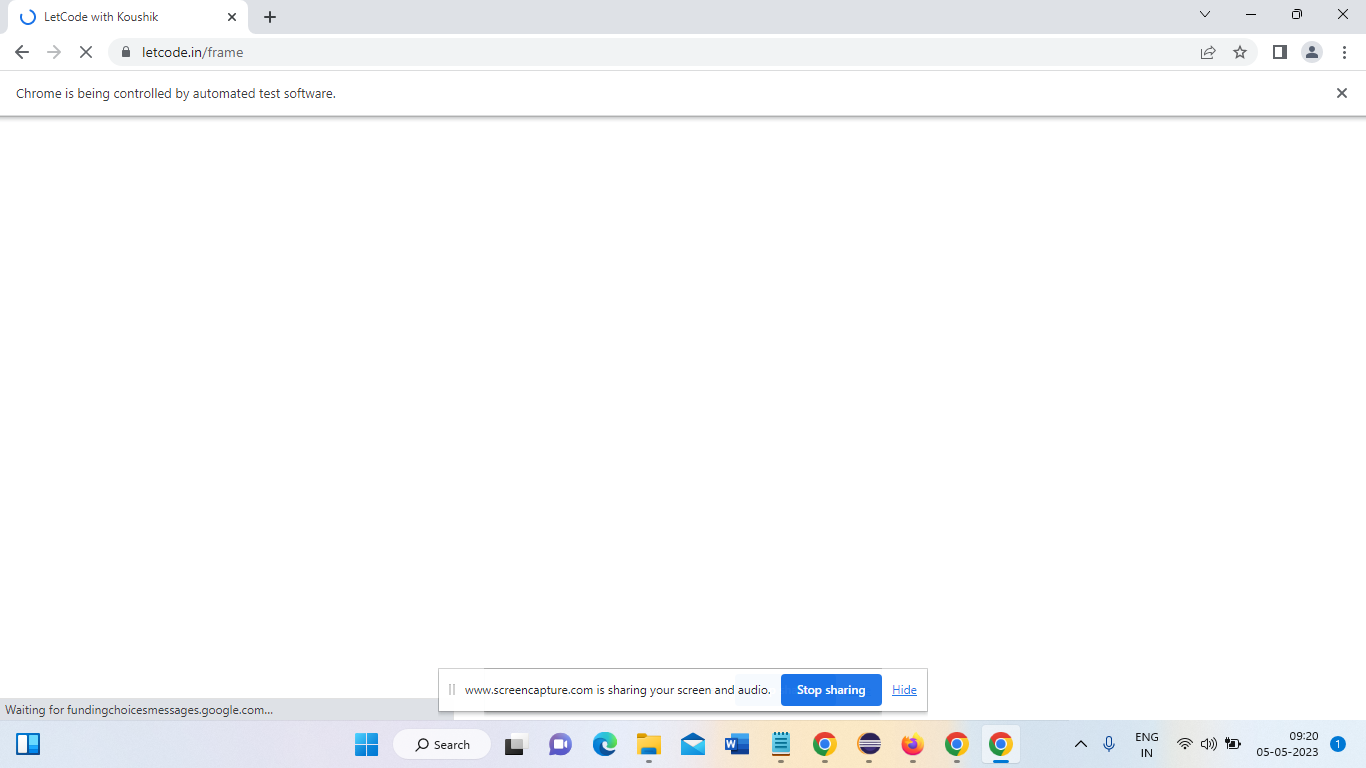 LetCode with Koushik
letcode.in/frame
Chrome is being controlled by automated test software.
www.screencapture.com is sharing your screen and audio.
Stop sharing
Hide
Waiting for fundingchoicesmessages.google.com...
Search
ENG
IN
09:20
05-05-2023
1